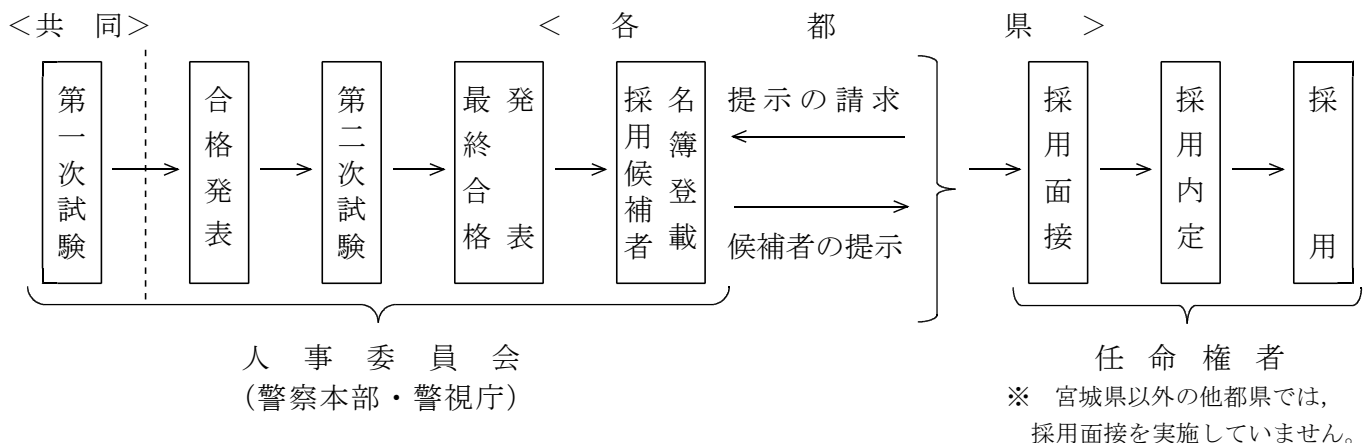 ＜共 同＞
＜ 各 都 県 ＞
第一次試験
合格発表
第二次試験
最終合格
発表
採用候補者
名簿登載
提示の請求
候補者の提示
採用面接
採用内定
採用
人事委員会
（警察本部・警視庁）
任命権者
※ 宮城県以外の他都県では，
採用面接を実施していません。